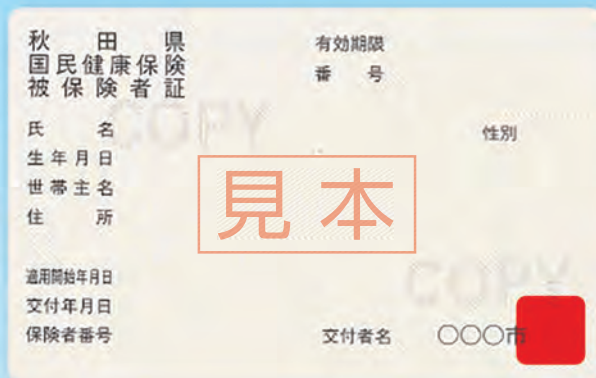 秋田県
国民健康保険
被保険者証
有効期限
番号
COPY
氏名
性別
生年月日
世帯主名
住所
見本
適用開始年月日
COPY
交付年月日
保険者番号
交付者名 ○○○市